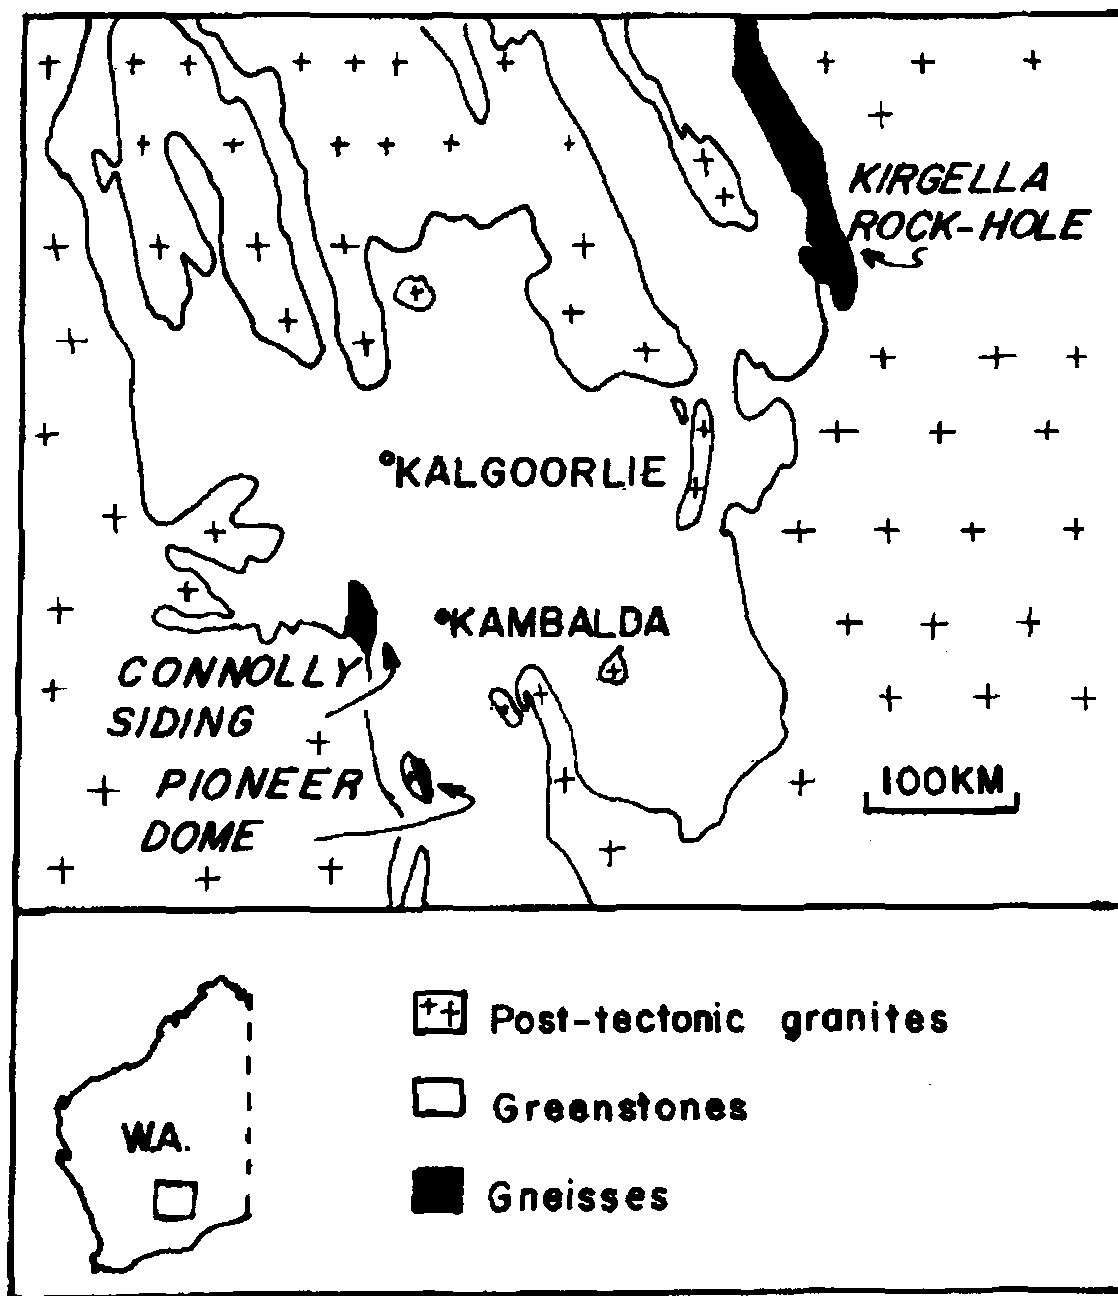 KIRGELLA
ROCK-HOLE
KALGOORLIE
KAMBALDA
CONNOLLY
SIDING
PIONEER
DOME
100KM
Post-tectonic granites
Greenstones
Gneisses
W.A.